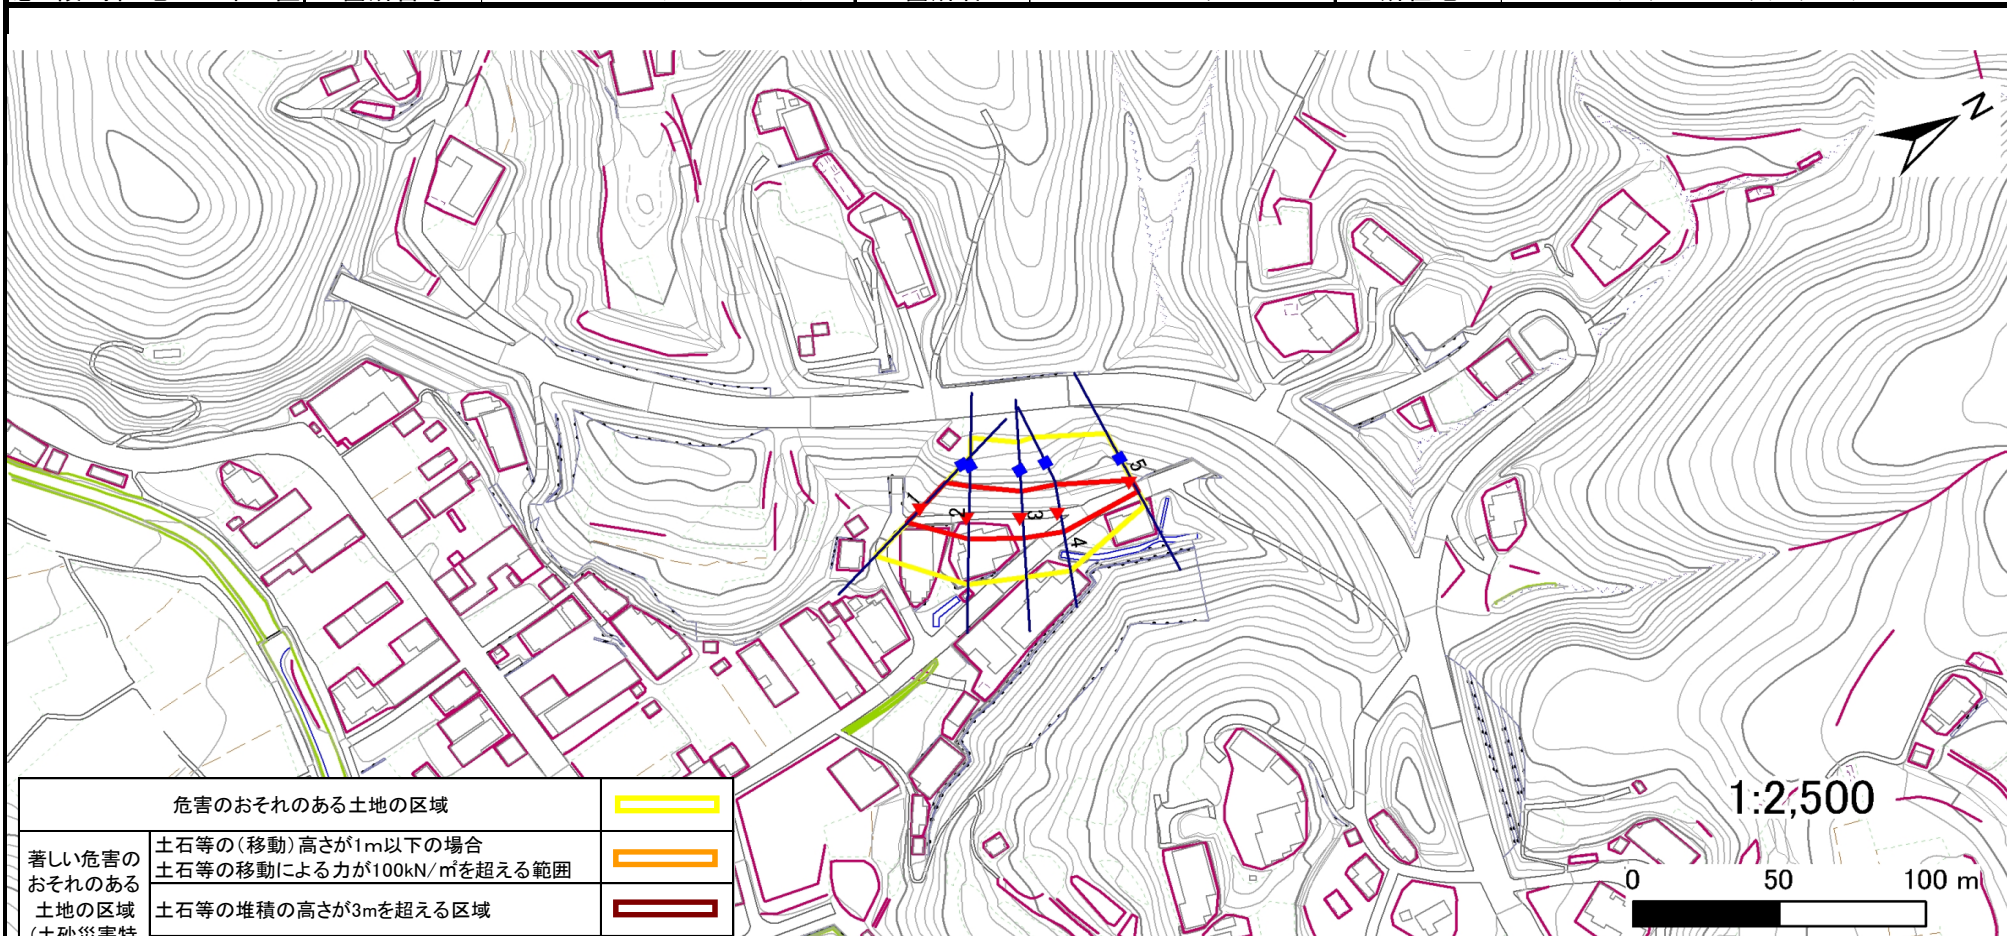 N
1
2
3
4
5
1:2,500
0 50 100 m
危害のおそれのある土地の区域
著しい危害の
おそれのある
土地の区域
土石等の(移動)高さが1m以下の場合
土石等の移動による力が100kN/㎡を超える範囲
土石等の堆積の高さが3mを超える区域